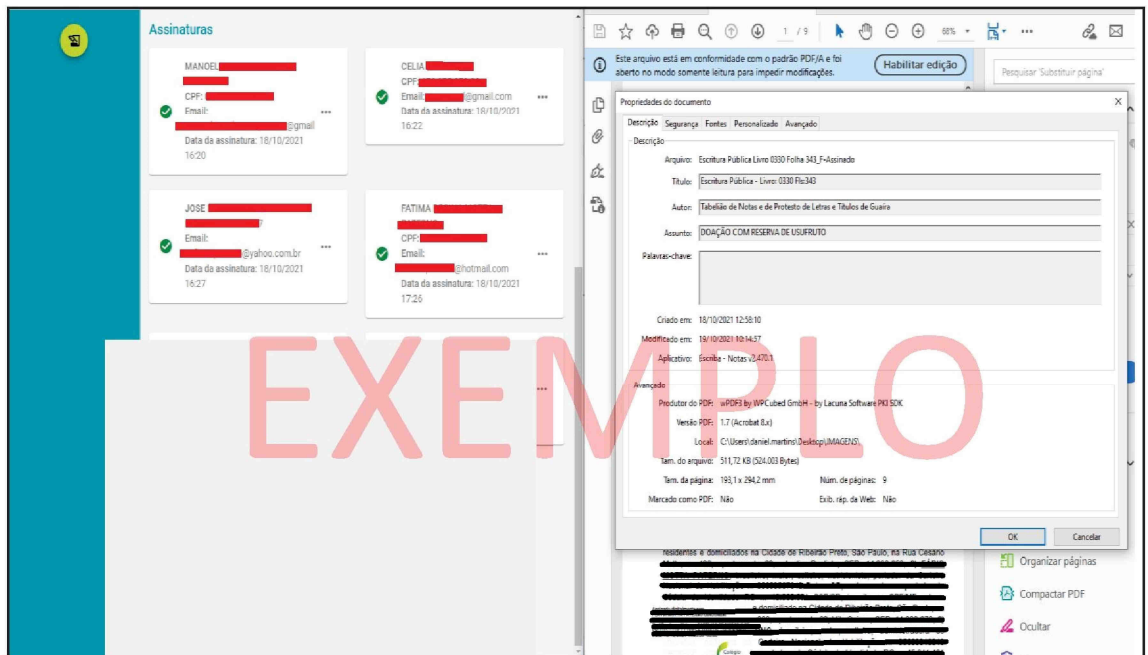 Assinaturas
MANOEL
CPF:
Email:
@gmail
Data da assinatura: 18/10/2021
16:20
CELIA
CPF:
Email: @gmail.com
Data da assinatura: 18/10/2021
16:22
JOSE
Email:
@yahoo.com.br
Data da assinatura: 18/10/2021
16:27
FATIMA
CPF:
Email:
@hotmail.com
Data da assinatura: 18/10/2021
17:26
1 / 9
68%
Este arquivo está em conformidade com o padrão PDF/A e foi
aberto no modo somente leitura para impedir modificações.
Habilitar edição
Pesquisar 'Substituir página'
Propriedades do documento
Descrição Segurança Fontes Personalizado Avançado
Descrição
Arquivo: Escritura Pública Livro 0330 Folha 343_F-Assinado
Título: Escritura Pública - Livro: 0330 Fls:343
Autor: Tabelião de Notas e de Protesto de Letras e Títulos de Guaíra
Assunto: DOAÇÃO COM RESERVA DE USUFRUTO
Palavras-chave:
Criado em: 18/10/2021 12:58:10
Modificado em: 19/10/2021 10:14:57
Aplicativo: Escriba - Notas v2.470.1
Avançado
Produtor do PDF: wPDF3 by WPCubed GmbH - by Lacuna Software PKI SDK
Versão PDF: 1.7 (Acrobat 8.x)
Local: C:\Users\daniel.martins\Desktop\IMAGENS\
Tam. do arquivo: 511,72 KB (524.003 Bytes)
Tam. da página: 193,1 x 294,2 mm Núm. de páginas: 9
Marcado como PDF: Não Exib. ráp. da Web: Não
OK Cancelar
EXEMPLO
residentes e domiciliados na Cidade de Ribeirão Preto, São Paulo, na Rua Cesário
e domiciliado na Cidade de Ribeirão Preto, São
Organizar páginas
Compactar PDF
Ocultar
Colégio